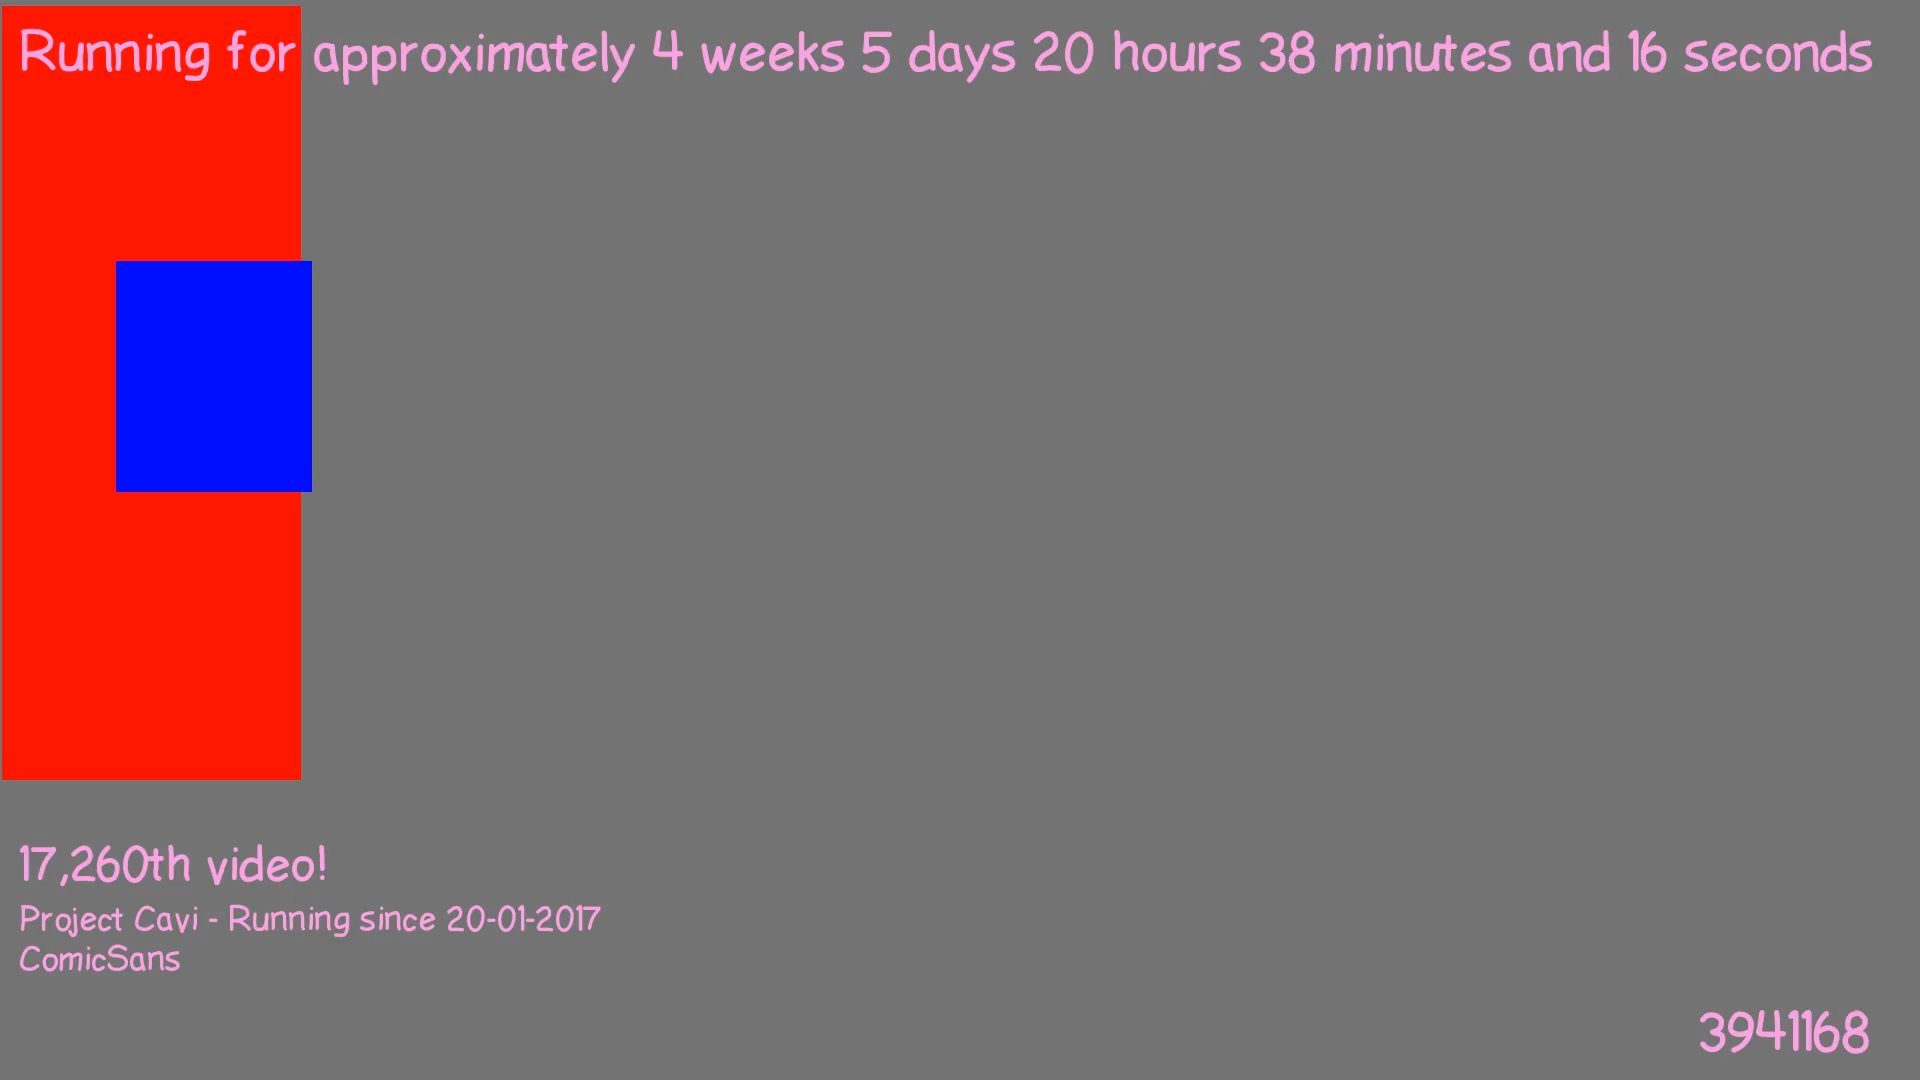 Running for approximately 4 weeks 5 days 20 hours 38 minutes and 16 seconds
17,260th video!
Project Cavi - Running since 20-01-2017
ComicSans
3941168